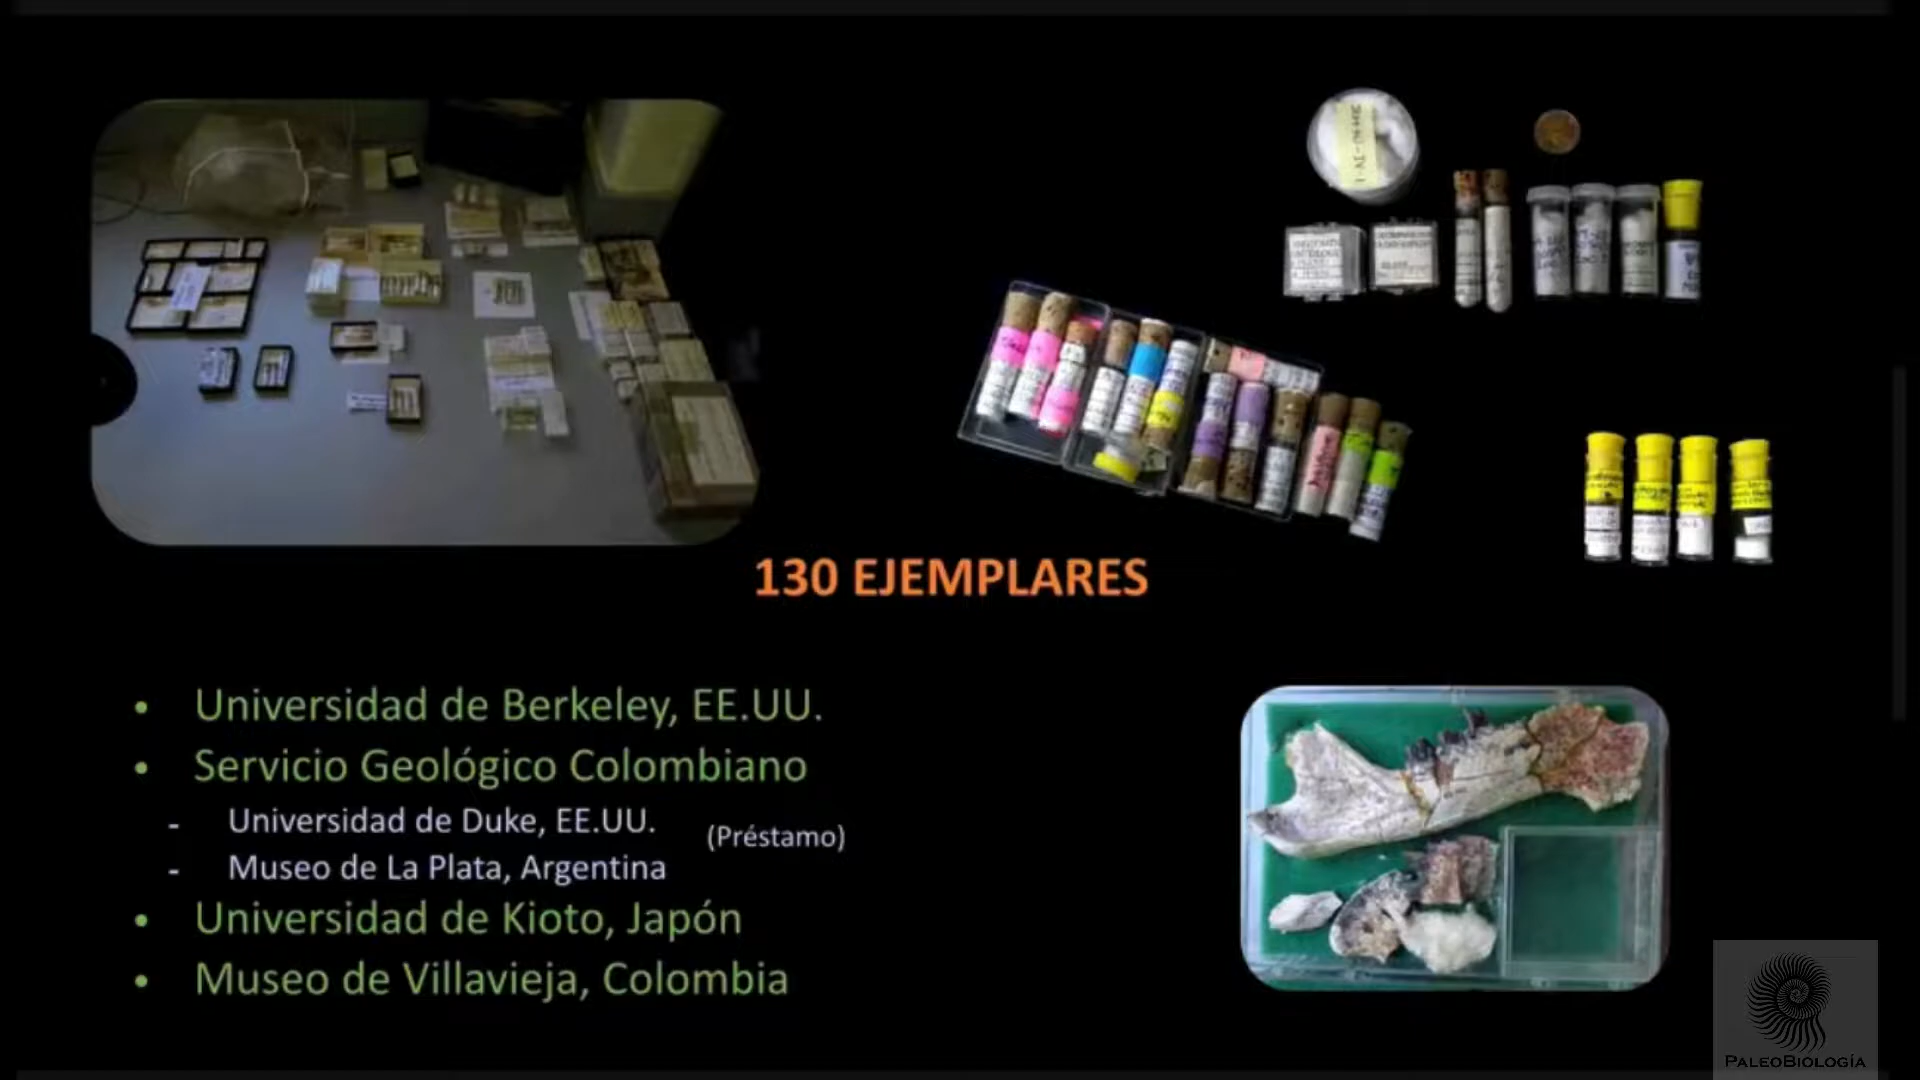 130 EJEMPLARES
• Universidad de Berkeley, EE.UU.
• Servicio Geológico Colombiano
- Universidad de Duke, EE.UU.
(Préstamo)
- Museo de La Plata, Argentina
• Universidad de Kioto, Japón
• Museo de Villavieja, Colombia
PALEOBIOLOGÍA